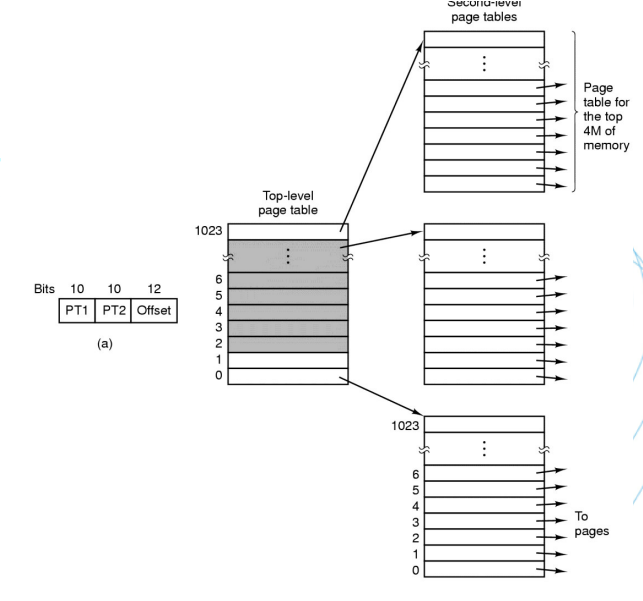 Second-level
page tables
Page
table for
the top
4M of
memory
Top-level
page table
1023
6
5
4
3
2
1
0
Bits 10 10 12
PT1 PT2 Offset
(a)
1023
6
5
4
3
2
1
0
To
pages